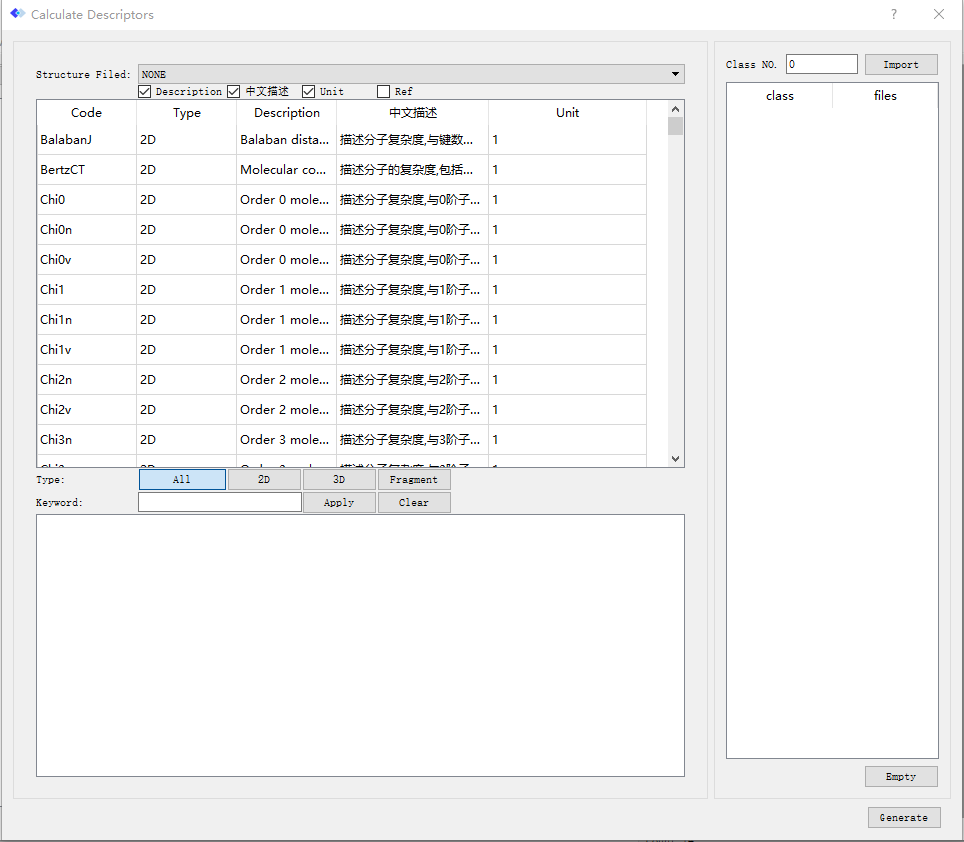 Calculate Descriptors ?
Structure Filed: NONE
Description 中文描述 Unit Ref
Code Type Description 中文描述 Unit
BalabanJ 2D Balaban dista... 描述分子复杂度,与键数... 1
BertzCT 2D Molecular co... 描述分子的复杂度,包括... 1
Chi0 2D Order 0 mole... 描述分子复杂度,与0阶子... 1
Chi0n 2D Order 0 mole... 描述分子复杂度,与0阶子... 1
Chi0v 2D Order 0 mole... 描述分子复杂度,与0阶子... 1
Chi1 2D Order 1 mole... 描述分子复杂度,与1阶子... 1
Chi1n 2D Order 1 mole... 描述分子复杂度,与1阶子... 1
Chi1v 2D Order 1 mole... 描述分子复杂度,与1阶子... 1
Chi2n 2D Order 2 mole... 描述分子复杂度,与2阶子... 1
Chi2v 2D Order 2 mole... 描述分子复杂度,与2阶子... 1
Chi3n 2D Order 3 mole... 描述分子复杂度,与3阶子... 1
Type: All 2D 3D Fragment
Keyword: Apply Clear
Class NO. 0 Import
class files
Empty
Generate